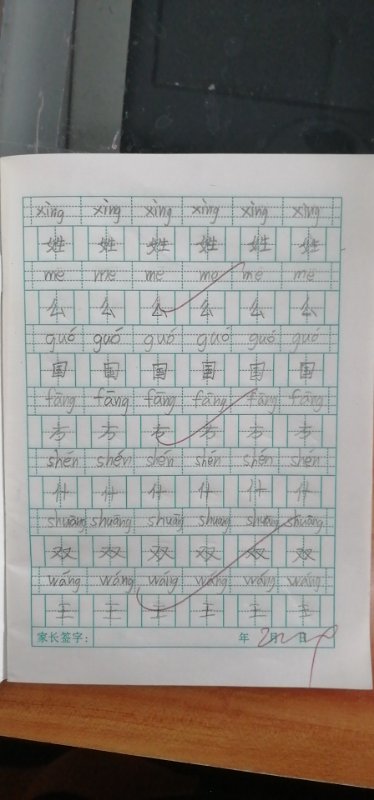 xìng xìng xìng xìng xìng xìng
姓 姓 姓 姓 姓 姓
me me me me me me
么 么 么 么 么 么
guó guó guó guó guó guó
国 国 国 国 国 国
fāng fāng fāng fāng fāng fāng
方 方 方 方 方 方
shén shén shén shén shén shén
什 什 什 什 什 什
shuāng shuāng shuāng shuāng shuāng shuāng
双 双 双 双 双 双
wáng wáng wáng wáng wáng wáng
王 王 王 王 王 王
家长签字: 年 月 日